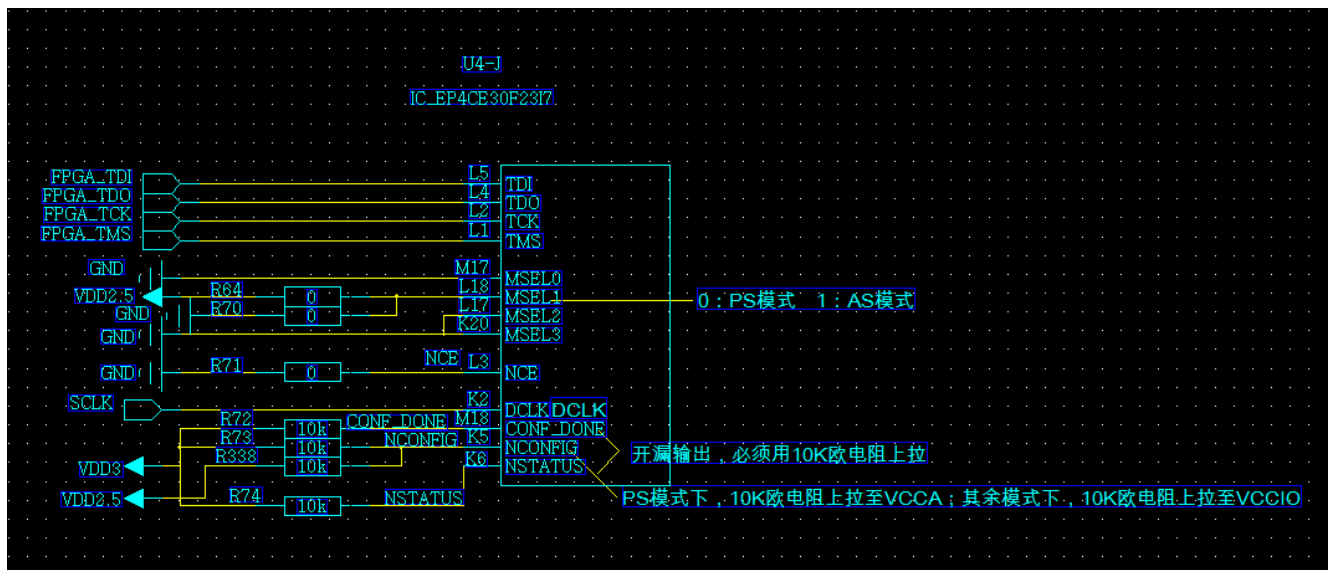 U4-J
IC_EP4CE30F23I7
FPGA_TDI L5 TDI
FPGA_TDO L4 TDO
FPGA_TCK L2 TCK
FPGA_TMS L1 TMS
GND M17 MSEL0
VDD2.5 R64 0 L18 MSEL1 0：PS模式 1：AS模式
GND R70 0 L17 MSEL2
GND K20 MSEL3
GND R71 0 NCE L3 NCE
SCLK K2 DCLK DCLK
R72 10k CONF_DONE M18 CONF_DONE
R73 10k NCONFIG K5 NCONFIG 开漏输出，必须用10K欧电阻上拉
VDD3 R338 10k K6 NSTATUS
VDD2.5 R74 10k NSTATUS PS模式下，10K欧电阻上拉至VCCA；其余模式下，10K欧电阻上拉至VCCIO